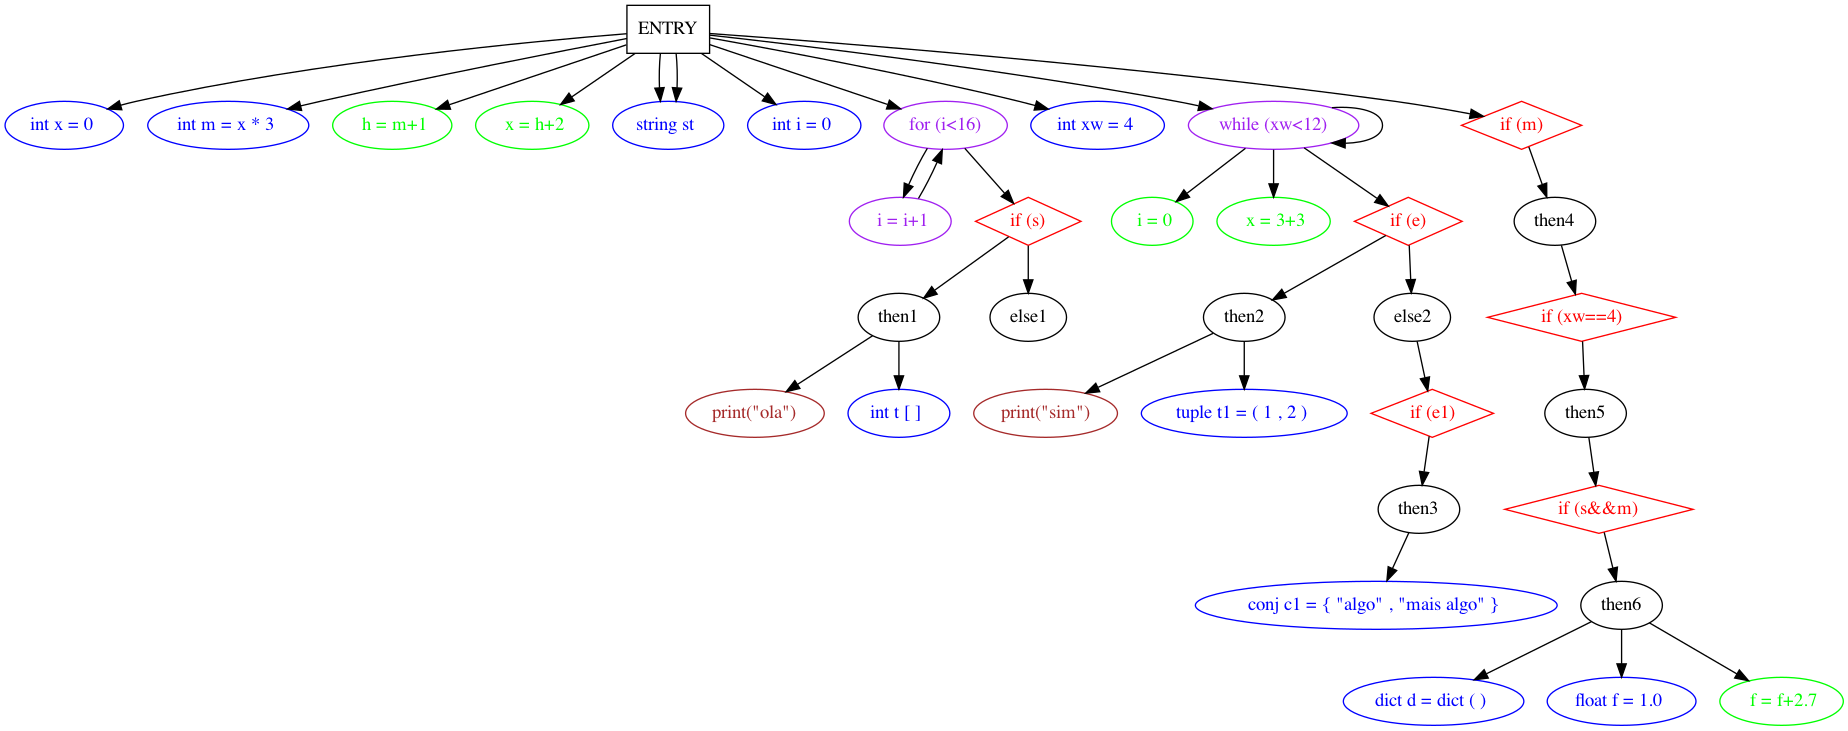 ENTRY
int x = 0
int m = x * 3
h = m+1
x = h+2
string st
int i = 0
for (i<16)
int xw = 4
while (xw<12)
if (m)
i = i+1
if (s)
i = 0
x = 3+3
if (e)
then4
then1
else1
then2
else2
if (xw==4)
print("ola")
int t [ ]
print("sim")
tuple t1 = ( 1 , 2 )
if (e1)
then5
then3
if (s&&m)
conj c1 = { "algo" , "mais algo" }
then6
dict d = dict ( )
float f = 1.0
f = f+2.7